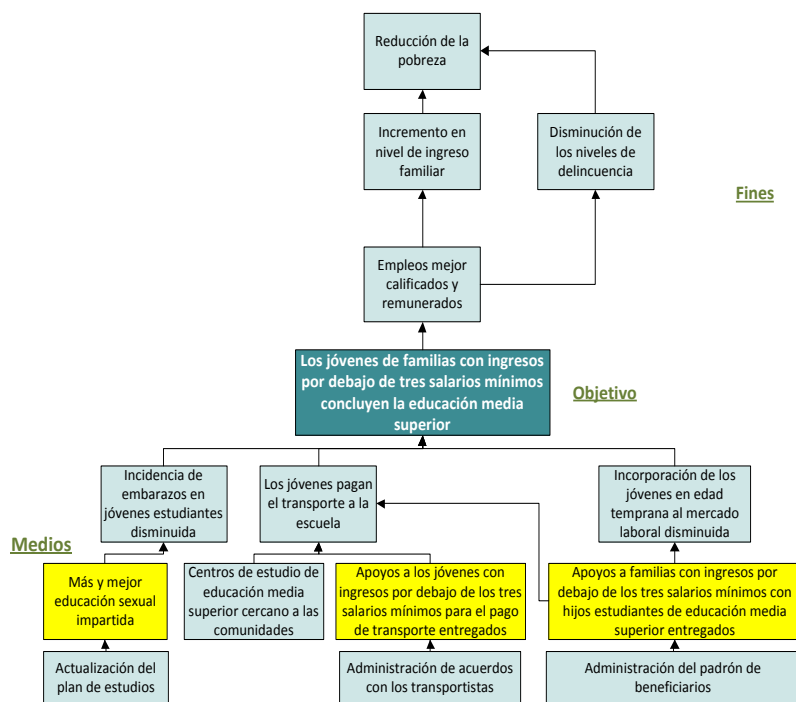 Reducción de la
pobreza
Incremento en
nivel de ingreso
familiar
Disminución de
los niveles de
delincuencia
Fines
Empleos mejor
calificados y
remunerados
Los jóvenes de familias con ingresos
por debajo de tres salarios mínimos
concluyen la educación media
superior
Objetivo
Incidencia de
embarazos en
jóvenes estudiantes
disminuida
Los jóvenes pagan
el transporte a la
escuela
Incorporación de los
jóvenes en edad
temprana al mercado
laboral disminuida
Medios
Más y mejor
educación sexual
impartida
Centros de estudio de
educación media
superior cercano a las
comunidades
Apoyos a los jóvenes con
ingresos por debajo de los tres
salarios mínimos para el pago
de transporte entregados
Apoyos a familias con ingresos por
debajo de los tres salarios mínimos con
hijos estudiantes de educación media
superior entregados
Actualización del
plan de estudios
Administración de acuerdos
con los transportistas
Administración del padrón de
beneficiarios